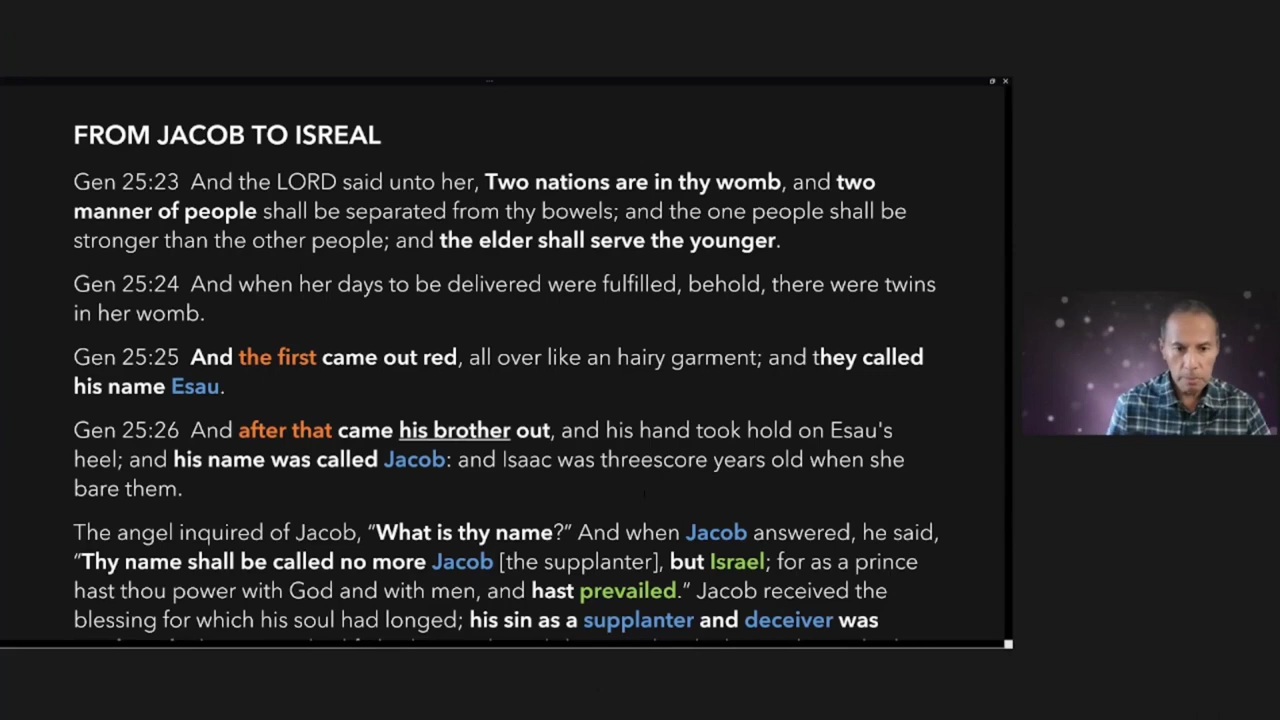 FROM JACOB TO ISREAL
Gen 25:23 And the LORD said unto her, Two nations are in thy womb, and two
manner of people shall be separated from thy bowels; and the one people shall be
stronger than the other people; and the elder shall serve the younger.
Gen 25:24 And when her days to be delivered were fulfilled, behold, there were twins
in her womb.
Gen 25:25 And the first came out red, all over like an hairy garment; and they called
his name Esau.
Gen 25:26 And after that came his brother out, and his hand took hold on Esau's
heel; and his name was called Jacob: and Isaac was threescore years old when she
bare them.
The angel inquired of Jacob, “What is thy name?” And when Jacob answered, he said,
“Thy name shall be called no more Jacob [the supplanter], but Israel; for as a prince
hast thou power with God and with men, and hast prevailed.” Jacob received the
blessing for which his soul had longed; his sin as a supplanter and deceiver was